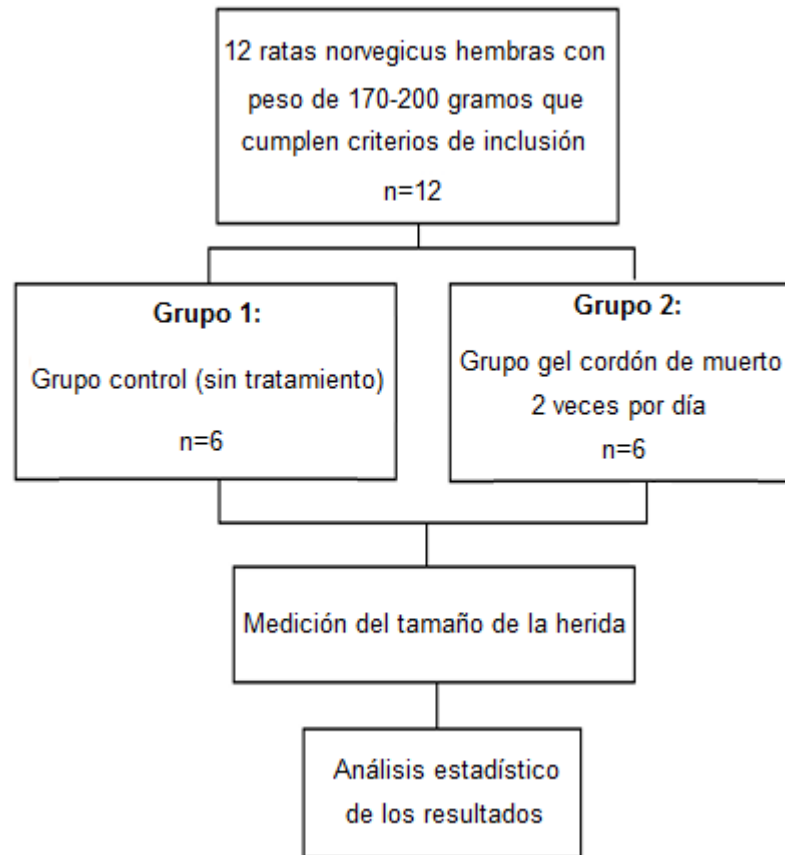 12 ratas norvegicus hembras con
peso de 170-200 gramos que
cumplen criterios de inclusión
n=12
Grupo 1:
Grupo control (sin tratamiento)
n=6
Grupo 2:
Grupo gel cordón de muerto
2 veces por día
n=6
Medición del tamaño de la herida
Análisis estadístico
de los resultados